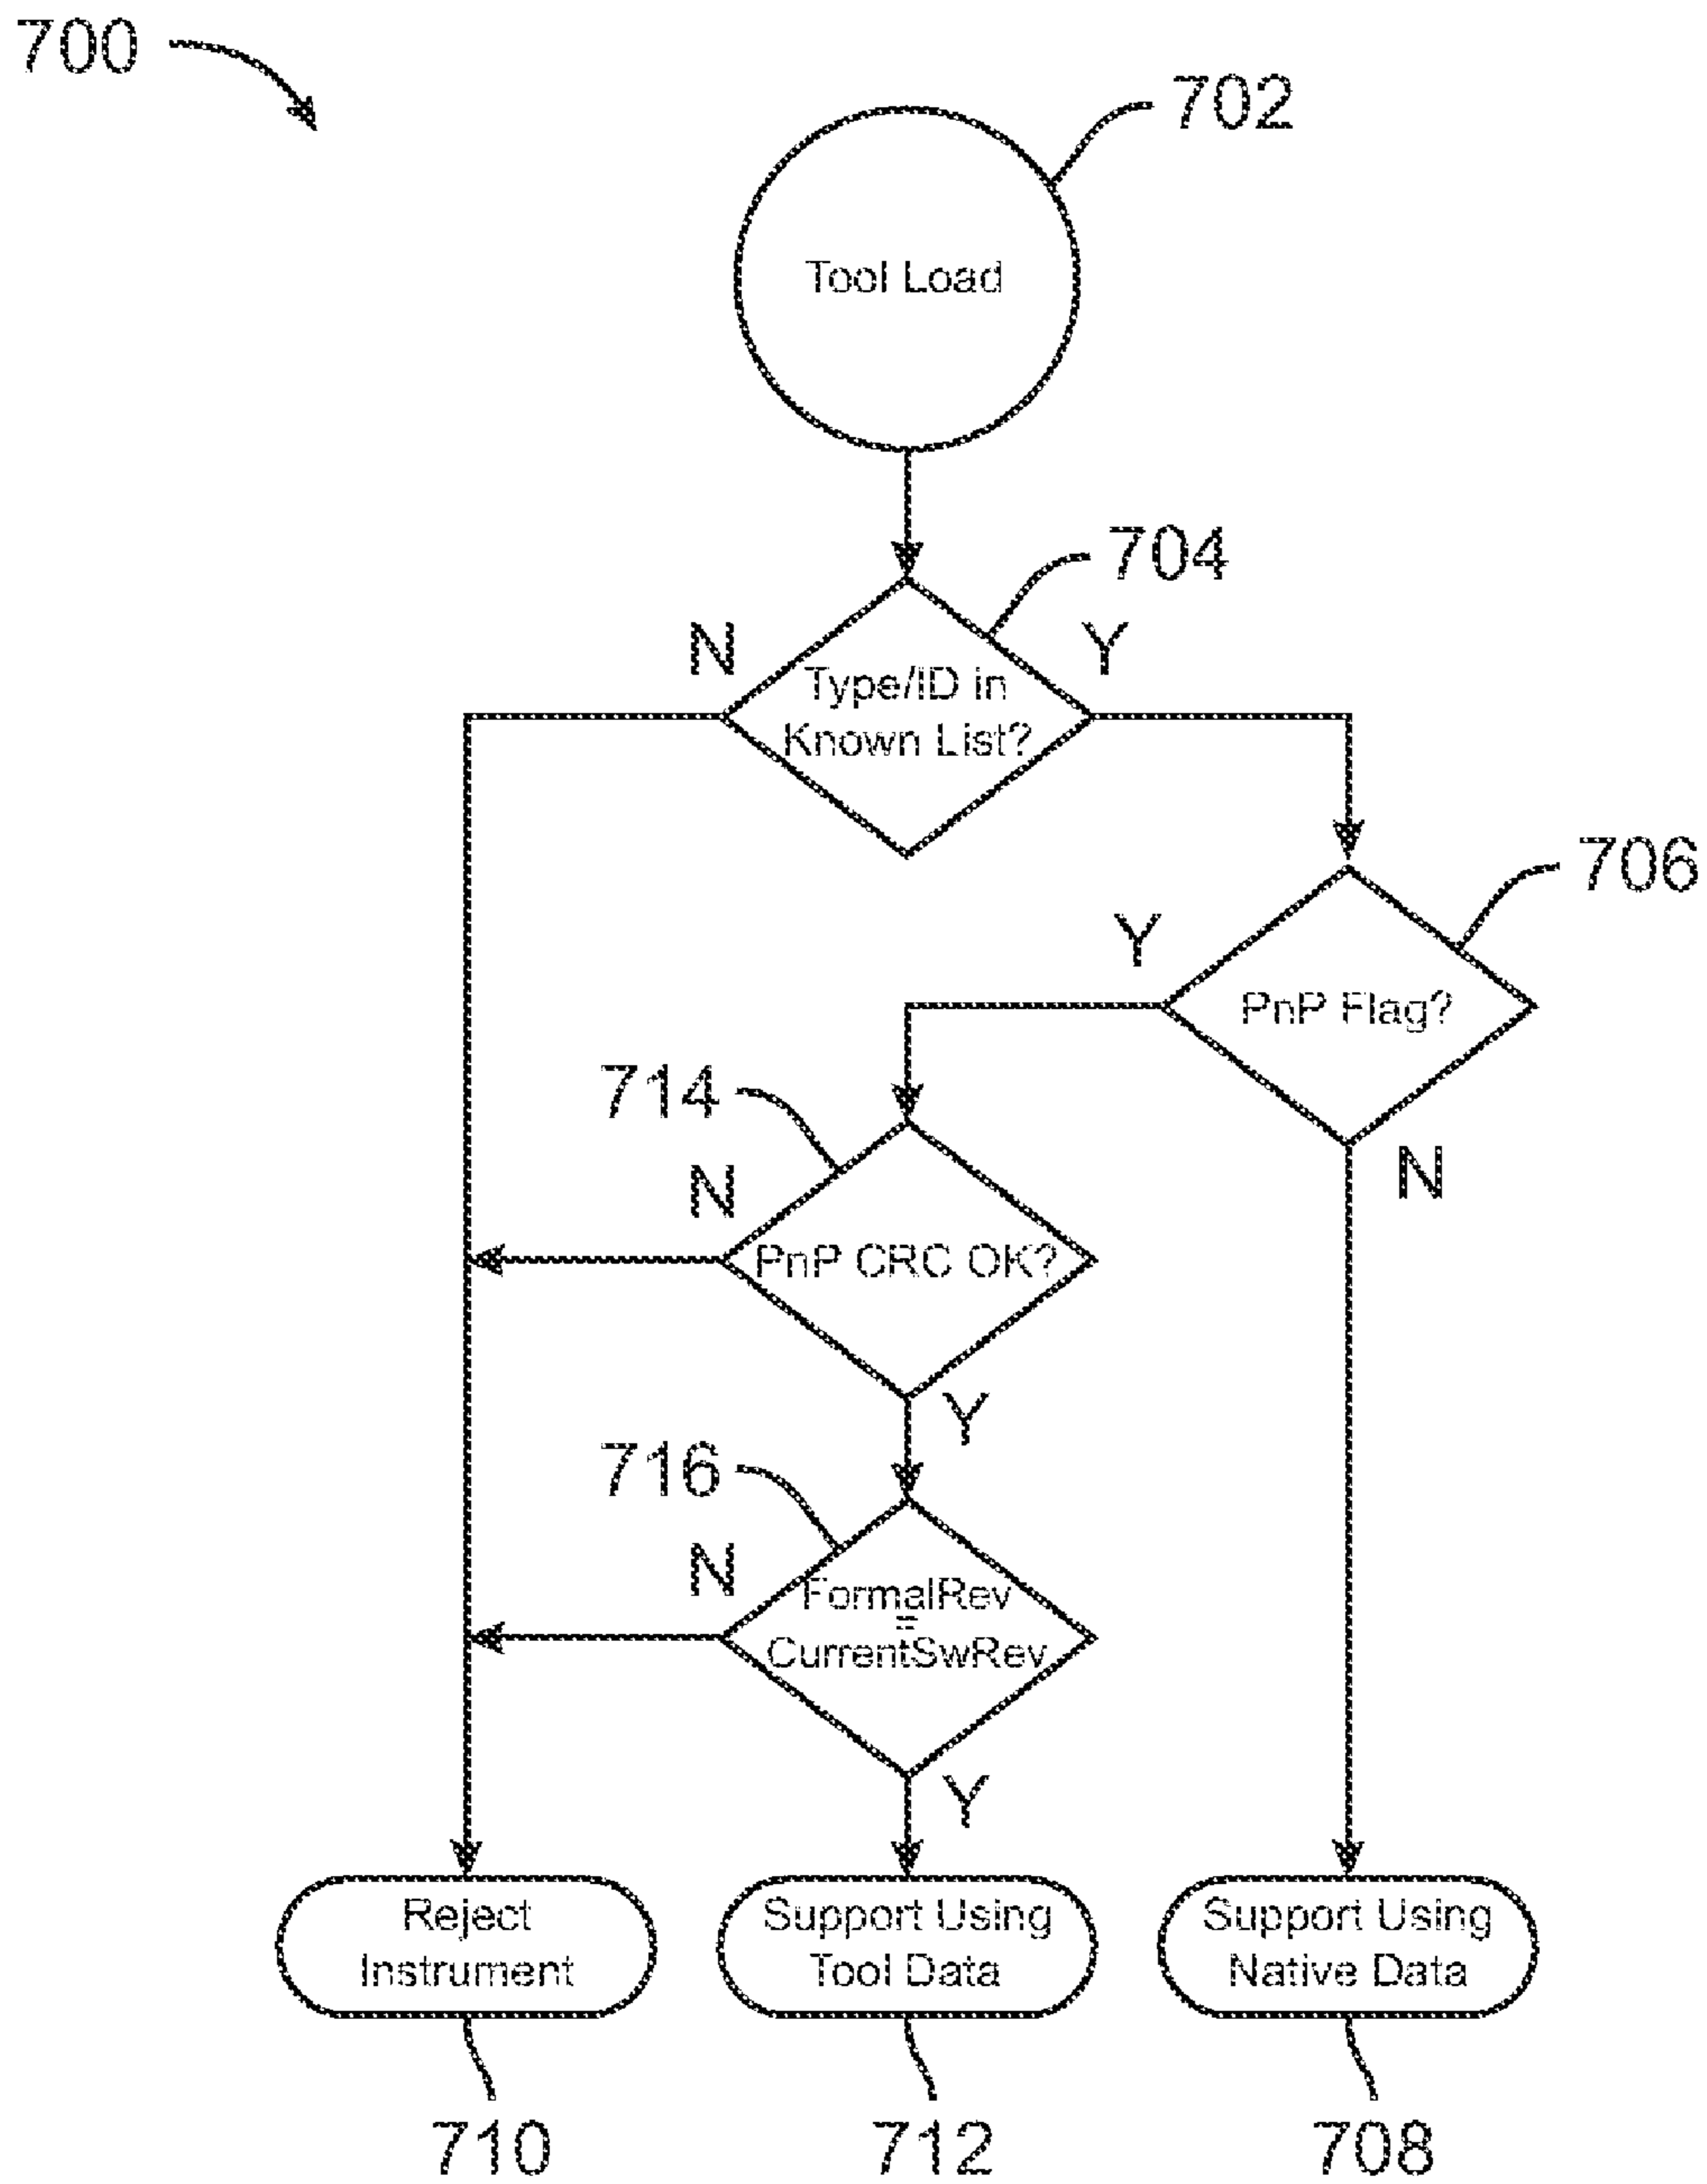 700
702
Tool Load
704
N
Y
Type/ID in
Known List?
706
Y
PnP Flag?
714
N
N
PnP CRC OK?
Y
716
N
FormalRev
=
CurrentSwRev
Y
Reject
Instrument
Support Using
Tool Data
Support Using
Native Data
710
712
708